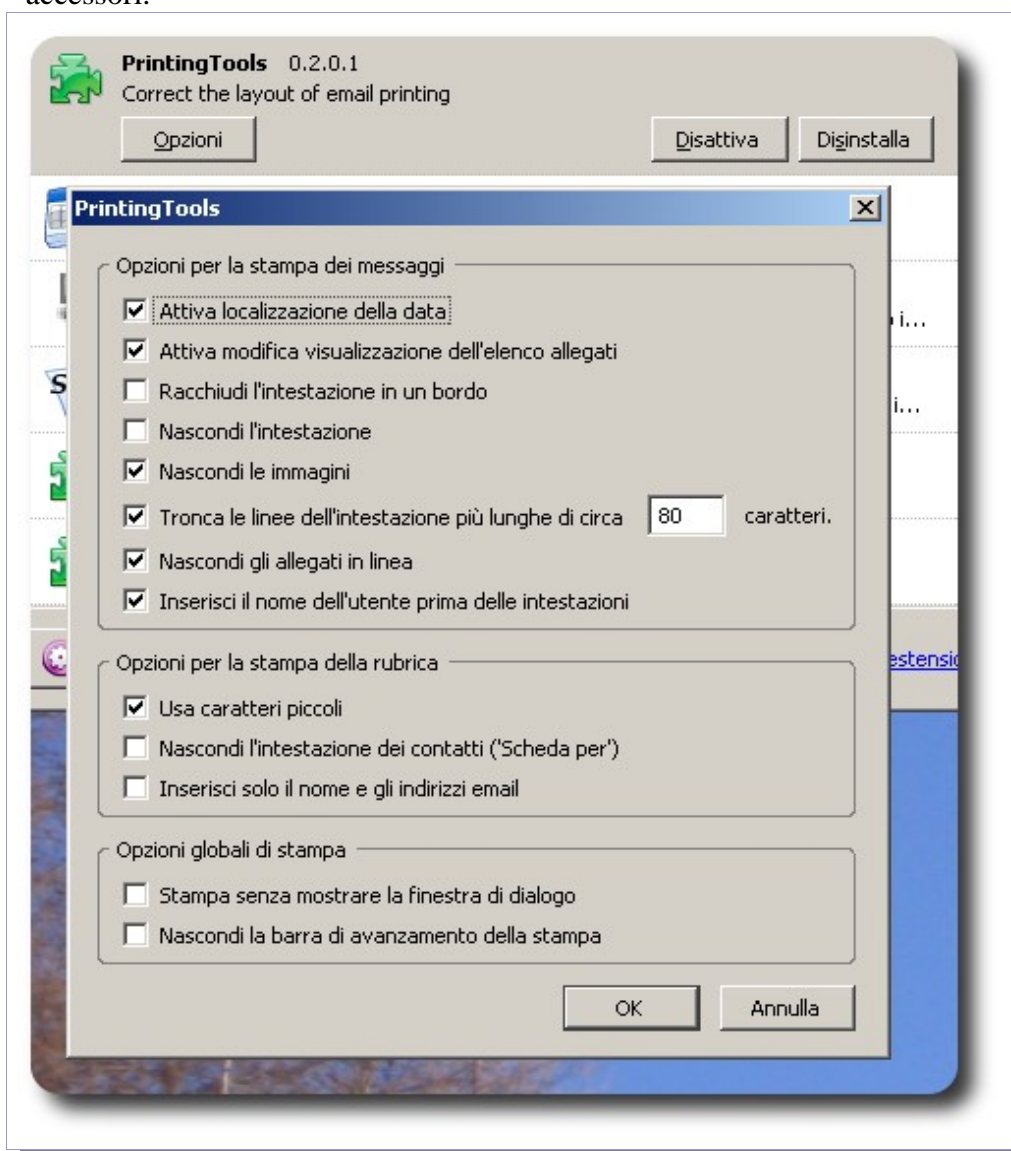 accessori.
PrintingTools 0.2.0.1
Correct the layout of email printing
Opzioni Disattiva Disinstalla
PrintingTools
Opzioni per la stampa dei messaggi
Attiva localizzazione della data
i...
Attiva modifica visualizzazione dell'elenco allegati
S
Racchiudi l'intestazione in un bordo
i...
Nascondi l'intestazione
Nascondi le immagini
Tronca le linee dell'intestazione più lunghe di circa 80 caratteri.
Nascondi gli allegati in linea
Inserisci il nome dell'utente prima delle intestazioni
Opzioni per la stampa della rubrica
estensio
Usa caratteri piccoli
Nascondi l'intestazione dei contatti ('Scheda per')
Inserisci solo il nome e gli indirizzi email
Opzioni globali di stampa
Stampa senza mostrare la finestra di dialogo
Nascondi la barra di avanzamento della stampa
OK Annulla